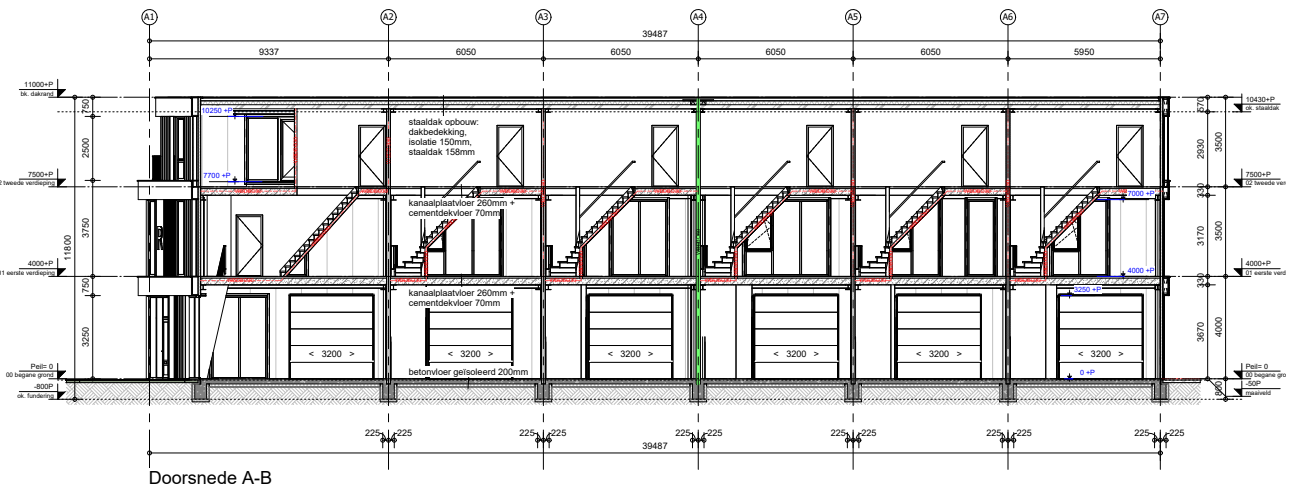 A1 A2 A3 A4 A5 A6 A7
39487
9337 6050 6050 6050 6050 5950
11000+P
bk. dakrand
750
2500
7500+P
02 tweede verdieping
3750
11800
4000+P
01 eerste verdieping
750
3250
Peil= 0
00 begane grond
-800P
ok. fundering
10250 +P
7700 +P
staaldak opbouw:
dakbedekking,
isolatie 150mm,
staaldak 158mm
kanaalplaatvloer 260mm +
cementdekvloer 70mm
7000 +P
4000 +P
kanaalplaatvloer 260mm +
cementdekvloer 70mm
3250 +P
< 3200 > < 3200 > < 3200 > < 3200 > < 3200 > < 3200 >
betonvloer geïsoleerd 200mm
0 +P
10430+P
ok. staaldak
570
2930
3500
7500+P
02 tweede ver
330
3170
3500
4000+P
01 eerste verd
330
3670
4000
Peil= 0
00 begane gro
-50P
maaiveld
800
225 225 225 225 225 225 225 225 225 225 225 225
39487
Doorsnede A-B